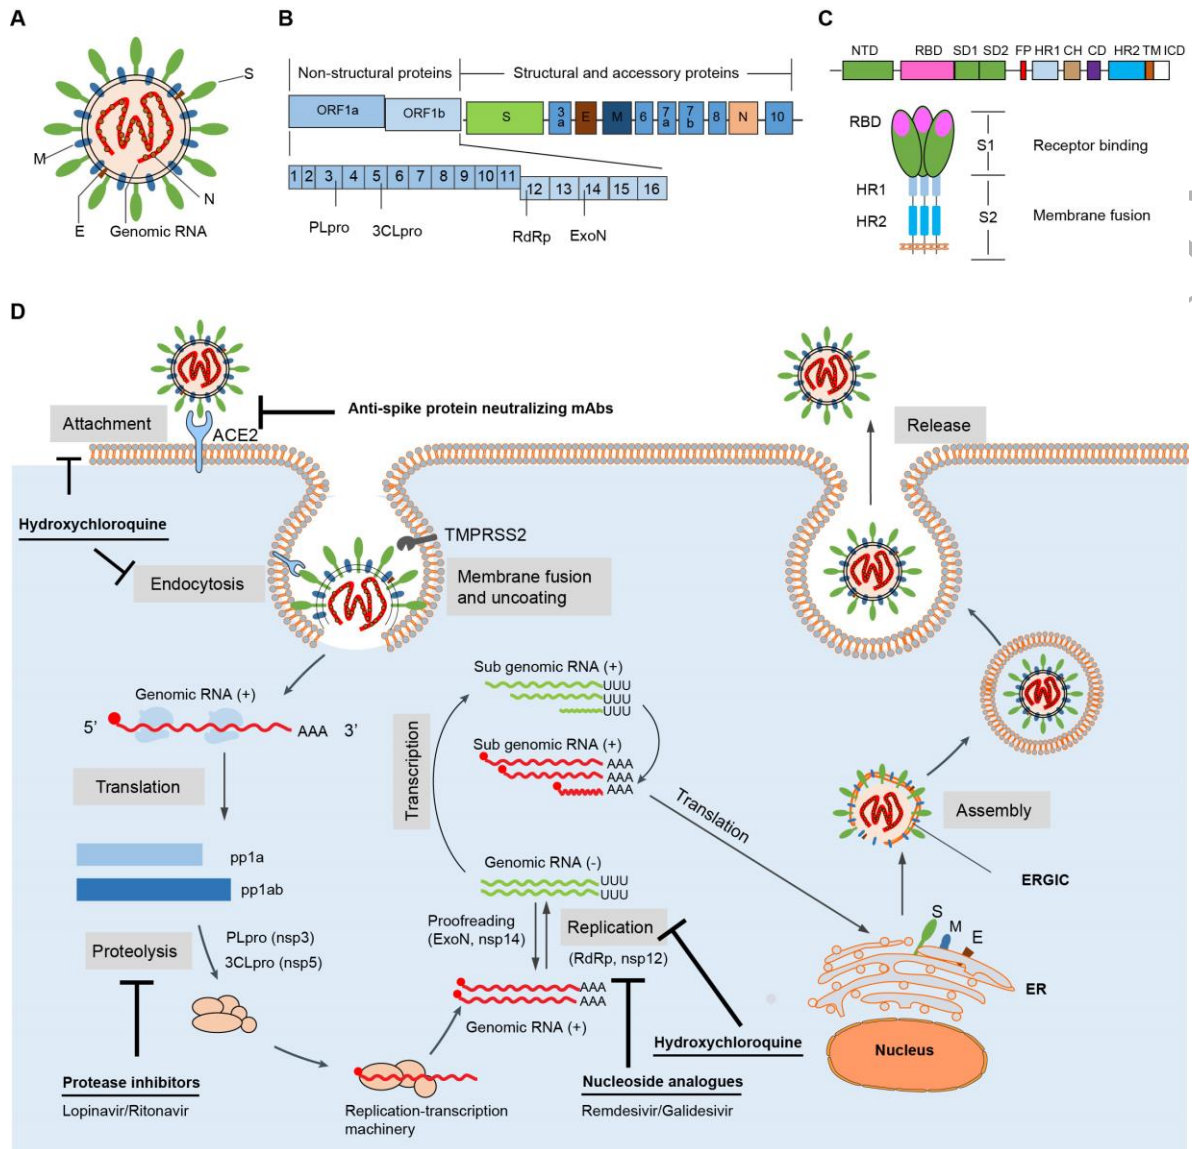 A
S
M
N
E
Genomic RNA
B
Non-structural proteins
Structural and accessory proteins
ORF1a
ORF1b
S
3a
E
M
6
7a
7b
8
N
10
1 2 3 4 5 6 7 8 9 10 11 12 13 14 15 16
PLpro
3CLpro
RdRp
ExoN
C
NTD RBD SD1 SD2 FP HR1 CH CD HR2 TM ICD
RBD
S1
Receptor binding
HR1
HR2
S2
Membrane fusion
D
Attachment
ACE2
Anti-spike protein neutralizing mAbs
Release
Hydroxychloroquine
Endocytosis
TMPRSS2
Membrane fusion
and uncoating
Genomic RNA (+)
5’
AAA 3’
Translation
pp1a
pp1ab
Proteolysis
PLpro (nsp3)
3CLpro (nsp5)
Protease inhibitors
Lopinavir/Ritonavir
Replication-transcription
machinery
Sub genomic RNA (+)
UUU
UUU
UUU
Transcription
Sub genomic RNA (+)
AAA
AAA
AAA
Translation
Genomic RNA (-)
UUU
UUU
Proofreading
(ExoN, nsp14)
Replication
(RdRp, nsp12)
AAA
AAA
Genomic RNA (+)
Hydroxychloroquine
Nucleoside analogues
Remdesivir/Galidesivir
Assembly
ERGIC
S
M
E
ER
Nucleus